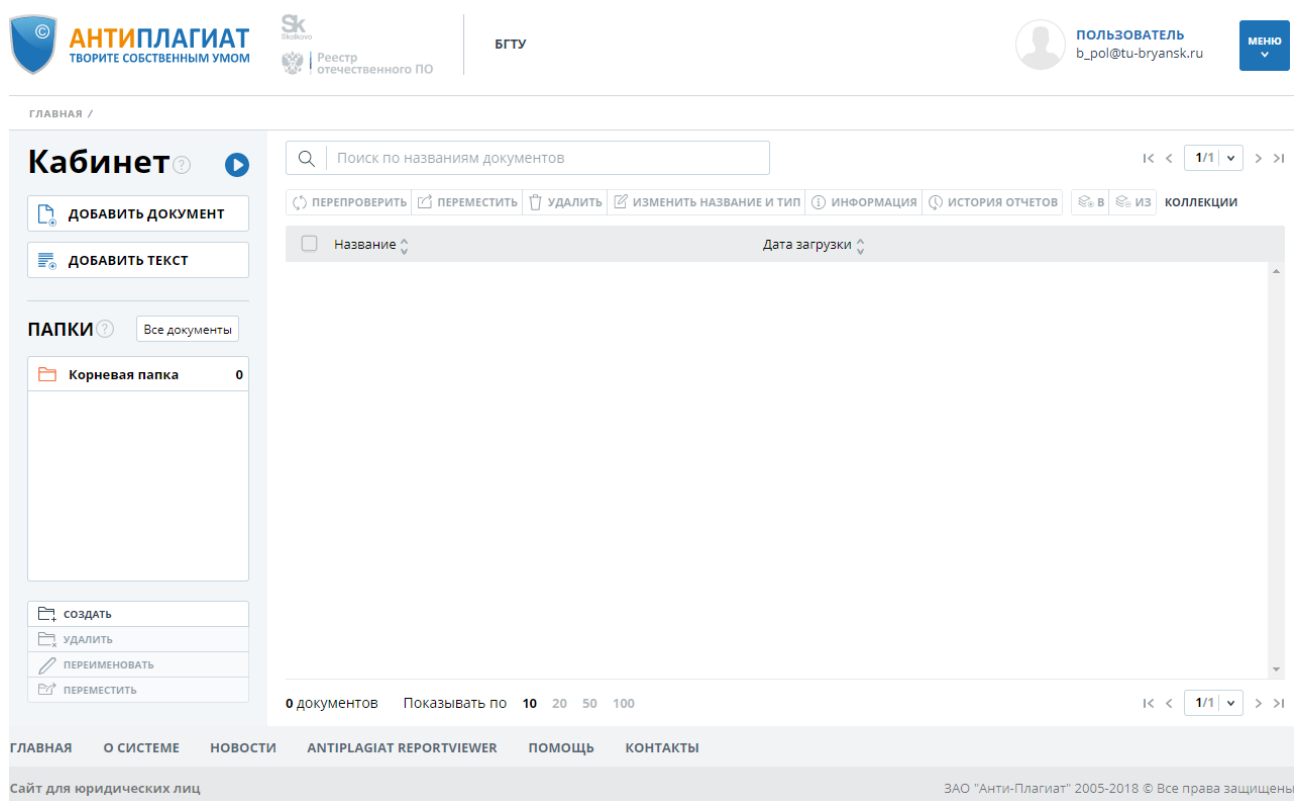 ©
АНТИПЛАГИАТ
ТВОРИТЕ СОБСТВЕННЫМ УМОМ
Sk
Skolkovo
Реестр
отечественного ПО
БГТУ
ПОЛЬЗОВАТЕЛЬ
b_pol@tu-bryansk.ru
МЕНЮ
ГЛАВНАЯ /
Кабинет ?
ДОБАВИТЬ ДОКУМЕНТ
ДОБАВИТЬ ТЕКСТ
ПАПКИ ? Все документы
Корневая папка 0
СОЗДАТЬ
УДАЛИТЬ
ПЕРЕИМЕНОВАТЬ
ПЕРЕМЕСТИТЬ
Поиск по названиям документов
1/1
ПЕРЕПРОВЕРИТЬ ПЕРЕМЕСТИТЬ УДАЛИТЬ ИЗМЕНИТЬ НАЗВАНИЕ И ТИП ИНФОРМАЦИЯ ИСТОРИЯ ОТЧЕТОВ В ИЗ КОЛЛЕКЦИИ
Название Дата загрузки
0 документов Показывать по 10 20 50 100
1/1
ГЛАВНАЯ О СИСТЕМЕ НОВОСТИ ANTIPLAGIAT REPORTVIEWER ПОМОЩЬ КОНТАКТЫ
Сайт для юридических лиц
ЗАО "Анти-Плагиат" 2005-2018 © Все права защищены